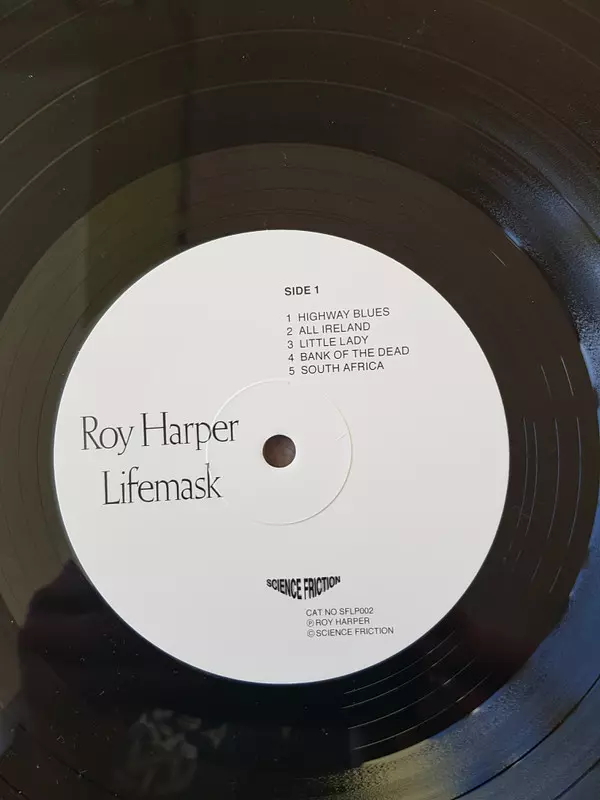 SIDE 1
1 HIGHWAY BLUES
2 ALL IRELAND
3 LITTLE LADY
4 BANK OF THE DEAD
5 SOUTH AFRICA
Roy Harper
Lifemask
SCIENCE FRICTION
CAT NO SFLP002
Ⓟ ROY HARPER
© SCIENCE FRICTION